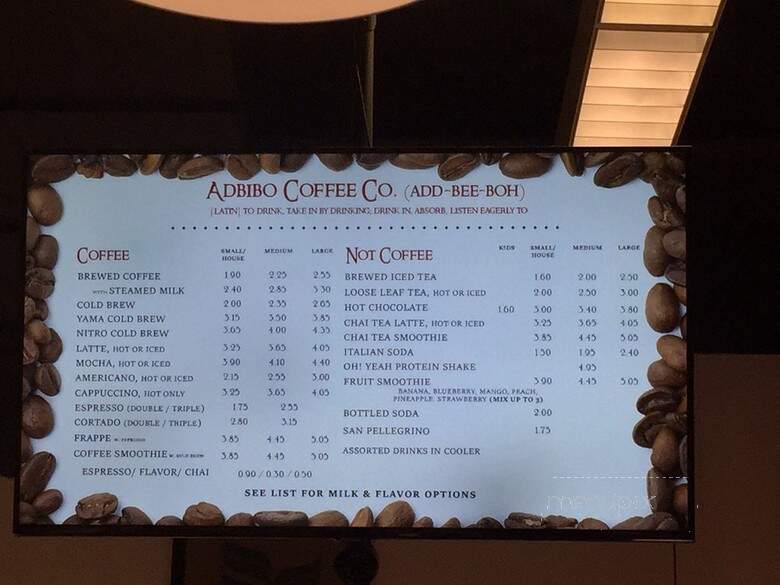 ADBIBO COFFEE CO. (ADD-BEE-BOH)
[LATIN] TO DRINK, TAKE IN BY DRINKING; DRINK IN, ABSORB, LISTEN EAGERLY TO
COFFEE SMALL/HOUSE MEDIUM LARGE
BREWED COFFEE 1.90 2.25 2.55
WITH STEAMED MILK 2.40 2.85 3.30
COLD BREW 2.00 2.35 2.65
YAMA COLD BREW 3.15 3.50 3.85
NITRO COLD BREW 3.65 4.00 4.35
LATTE, HOT OR ICED 3.25 3.65 4.05
MOCHA, HOT OR ICED 3.90 4.10 4.40
AMERICANO, HOT OR ICED 2.15 2.55 3.00
CAPPUCCINO, HOT ONLY 3.25 3.65 4.05
ESPRESSO (DOUBLE / TRIPLE) 1.75 2.55
CORTADO (DOUBLE / TRIPLE) 2.80 3.15
FRAPPE W. ESPRESSO 3.85 4.45 5.05
COFFEE SMOOTHIE W. COLD BREW 3.85 4.45 5.05
ESPRESSO/ FLAVOR/ CHAI 0.90 / 0.30 / 0.50
NOT COFFEE KIDS SMALL/HOUSE MEDIUM LARGE
BREWED ICED TEA 1.60 2.00 2.50
LOOSE LEAF TEA, HOT OR ICED 2.00 2.50 3.00
HOT CHOCOLATE 1.60 3.00 3.40 3.80
CHAI TEA LATTE, HOT OR ICED 3.25 3.65 4.05
CHAI TEA SMOOTHIE 3.85 4.45 5.05
ITALIAN SODA 1.50 1.95 2.40
OH! YEAH PROTEIN SHAKE 4.95
FRUIT SMOOTHIE 3.90 4.45 5.05
BANANA, BLUEBERRY, MANGO, PEACH,
PINEAPPLE, STRAWBERRY (MIX UP TO 3)
BOTTLED SODA 2.00
SAN PELLEGRINO 1.75
ASSORTED DRINKS IN COOLER
SEE LIST FOR MILK & FLAVOR OPTIONS